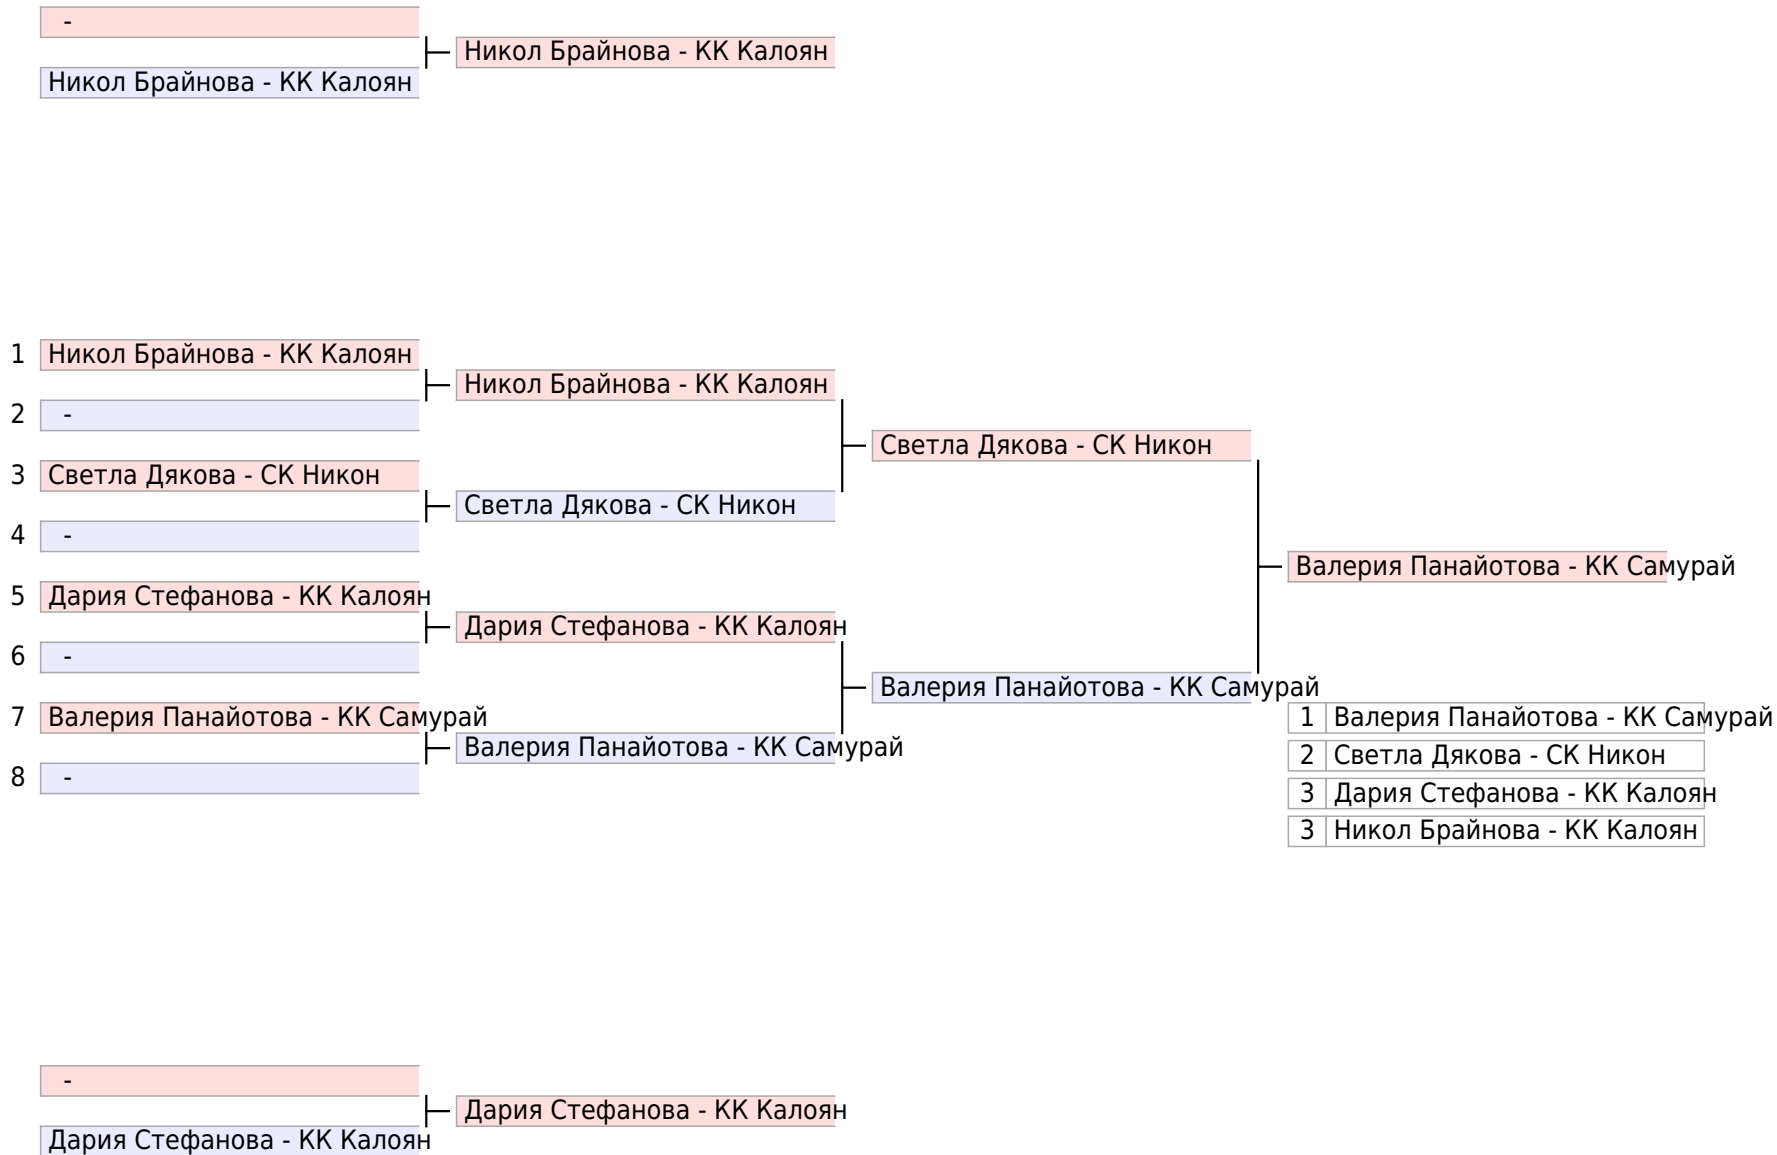 -
Никол Брайнова - КК Калоян
Никол Брайнова - КК Калоян
1 Никол Брайнова - КК Калоян
Никол Брайнова - КК Калоян
2 -
Светла Дякова - СК Никон
3 Светла Дякова - СК Никон
Светла Дякова - СК Никон
4 -
Валерия Панайотова - КК Самурай
5 Дария Стефанова - КК Калоян
Дария Стефанова - КК Калоян
6 -
Валерия Панайотова - КК Самурай
7 Валерия Панайотова - КК Самурай
Валерия Панайотова - КК Самурай
8 -
1 Валерия Панайотова - КК Самурай
2 Светла Дякова - СК Никон
3 Дария Стефанова - КК Калоян
3 Никол Брайнова - КК Калоян
-
Дария Стефанова - КК Калоян
Дария Стефанова - КК Калоян